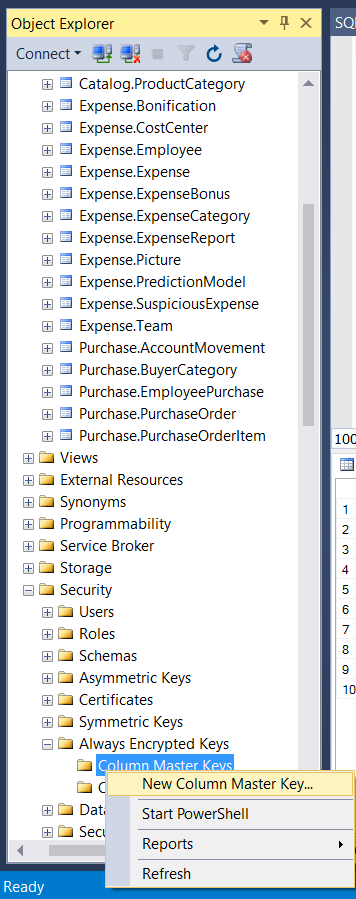 Object Explorer
SQ
Connect
Catalog.ProductCategory
Expense.Bonification
Expense.CostCenter
Expense.Employee
Expense.Expense
Expense.ExpenseBonus
Expense.ExpenseCategory
Expense.ExpenseReport
Expense.Picture
Expense.PredictionModel
Expense.SuspiciousExpense
Expense.Team
Purchase.AccountMovement
Purchase.BuyerCategory
Purchase.EmployeePurchase
Purchase.PurchaseOrder
Purchase.PurchaseOrderItem
100
Views
External Resources
Synonyms
Programmability
Service Broker
Storage
Security
Users
Roles
Schemas
Asymmetric Keys
Certificates
Symmetric Keys
Always Encrypted Keys
Column Master Keys
C
Data
Secu
1
2
3
4
5
6
7
8
9
10
New Column Master Key...
Start PowerShell
Reports
Refresh
Ready